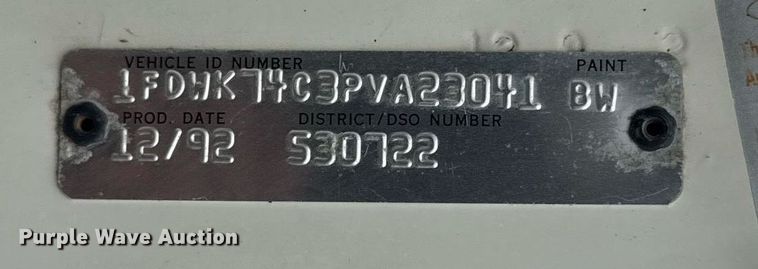 VEHICLE ID NUMBER PAINT
1FDWK74C3PVA23041 BW
PROD. DATE DISTRICT/DSO NUMBER
12/92 530722
Purple Wave Auction